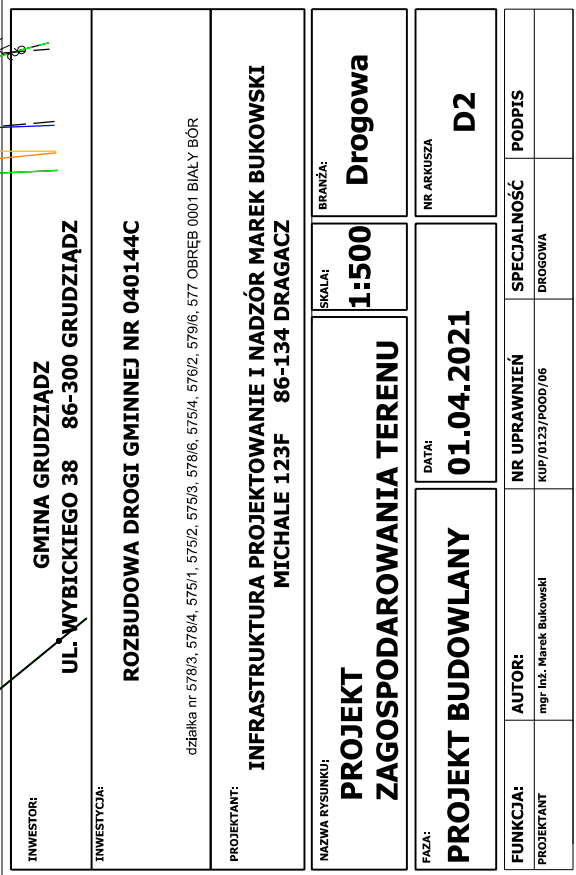 INWESTOR:
GMINA GRUDZIĄDZ
UL. WYBICKIEGO 38 86-300 GRUDZIĄDZ
INWESTYCJA:
ROZBUDOWA DROGI GMINNEJ NR 040144C
działka nr 578/3, 578/4, 575/1, 575/2, 575/3, 578/6, 575/4, 576/2, 579/6, 577 OBRĘB 0001 BIAŁY BÓR
PROJEKTANT:
INFRASTRUKTURA PROJEKTOWANIE I NADZÓR MAREK BUKOWSKI
MICHALE 123F 86-134 DRAGACZ
NAZWA RYSUNKU:
PROJEKT
ZAGOSPODAROWANIA TERENU
SKALA:
1:500
BRANŻA:
Drogowa
FAZA:
PROJEKT BUDOWLANY
DATA:
01.04.2021
NR ARKUSZA
D2
FUNKCJA: AUTOR: NR UPRAWNIEŃ SPECJALNOŚĆ PODPIS
PROJEKTANT mgr inż. Marek Bukowski KUP/0123/POOD/06 DROGOWA